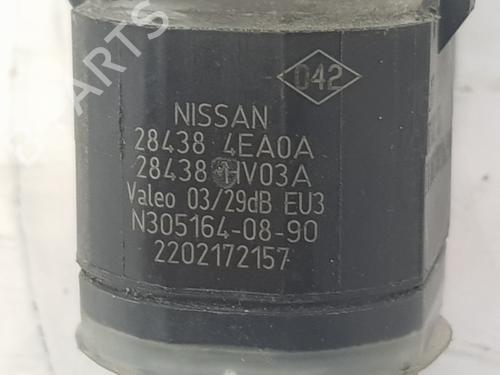 042
NISSAN
28438 4EA0A
28438 HV03A
Valeo 03/29dB EU3
N305164-08-90
2202172157